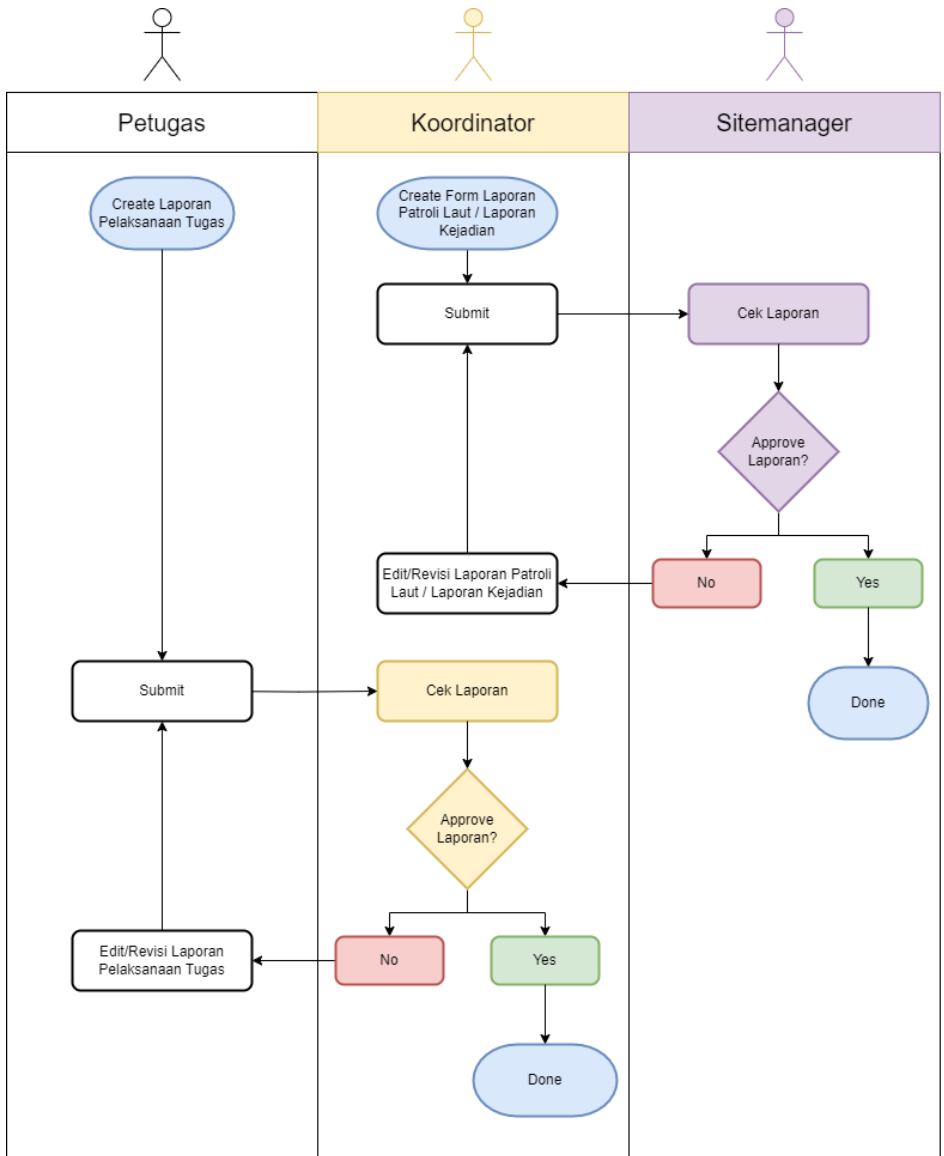 Petugas
Koordinator
Sitemanager
Create Laporan
Pelaksanaan Tugas
Create Form Laporan
Patroli Laut / Laporan
Kejadian
Submit
Cek Laporan
Approve
Laporan?
Edit/Revisi Laporan Patroli
Laut / Laporan Kejadian
No
Yes
Submit
Cek Laporan
Done
Approve
Laporan?
Edit/Revisi Laporan
Pelaksanaan Tugas
No
Yes
Done